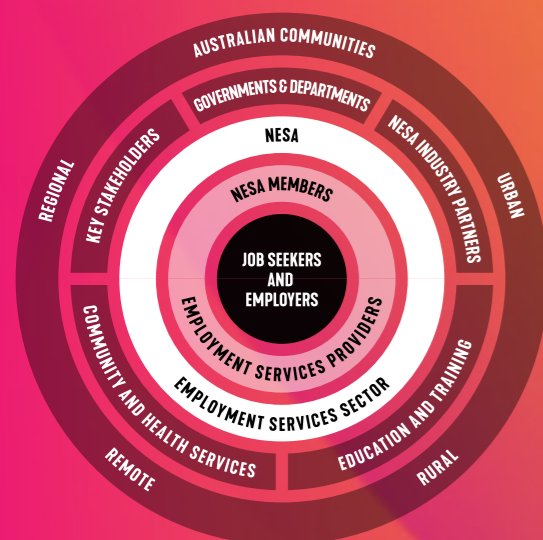 AUSTRALIAN COMMUNITIES
GOVERNMENTS & DEPARTMENTS
KEY STAKEHOLDERS
NESA INDUSTRY PARTNERS
REGIONAL
URBAN
NESA
NESA MEMBERS
JOB SEEKERS
AND
EMPLOYERS
EMPLOYMENT SERVICES PROVIDERS
EMPLOYMENT SERVICES SECTOR
COMMUNITY AND HEALTH SERVICES
EDUCATION AND TRAINING
REMOTE
RURAL